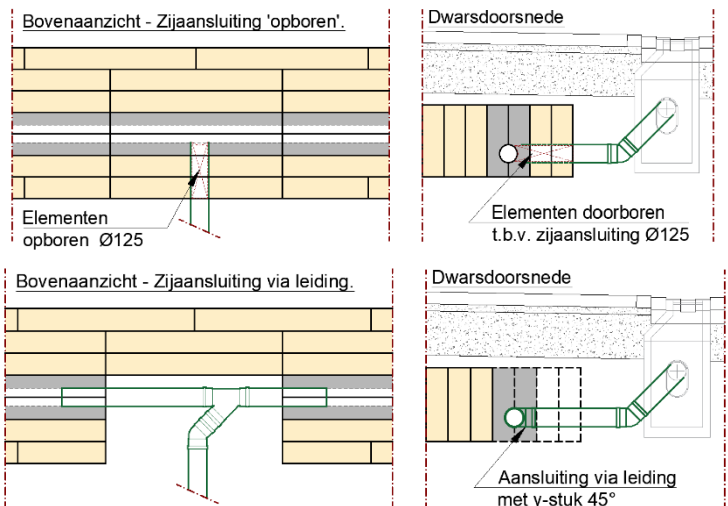 Bovenaanzicht - Zijaansluiting 'opboren'.
Dwarsdoorsnede
Elementen
opboren Ø125
Elementen doorboren
t.b.v. zijaansluiting Ø125
Bovenaanzicht - Zijaansluiting via leiding.
Dwarsdoorsnede
Aansluiting via leiding
met y-stuk 45°